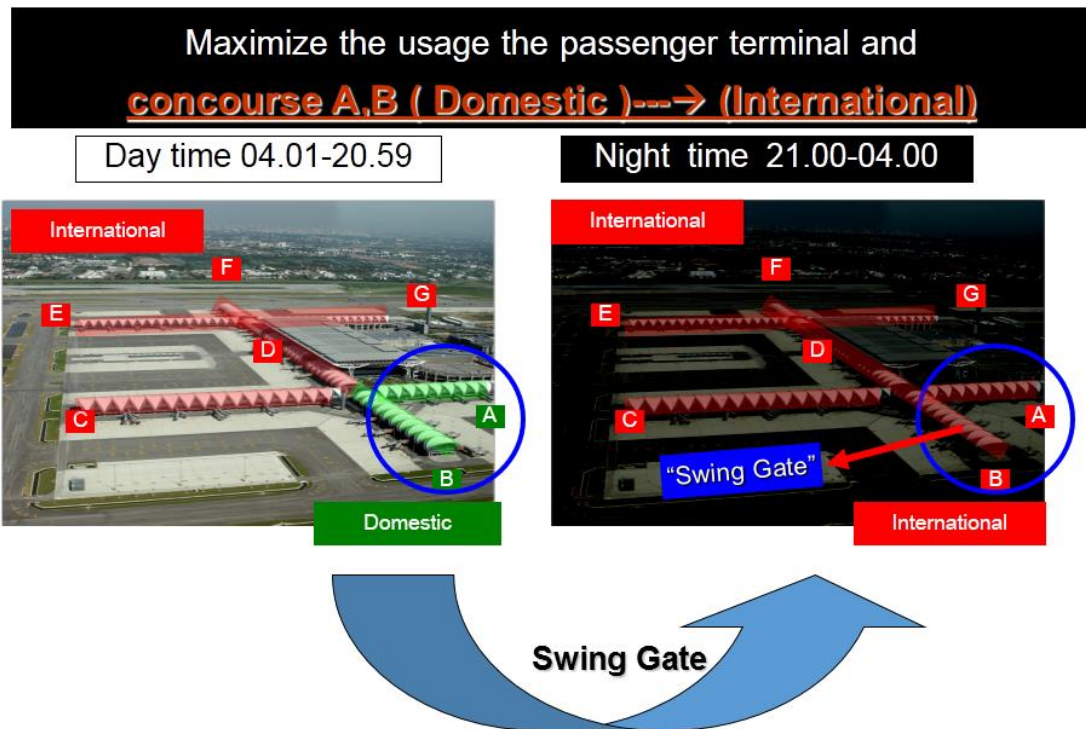 Maximize the usage the passenger terminal and
concourse A,B ( Domestic )---→ (International)
Day time 04.01-20.59
Night time 21.00-04.00
International
F
G
E
D
C
A
B
Domestic
International
F
G
E
D
C
A
B
“Swing Gate”
International
Swing Gate